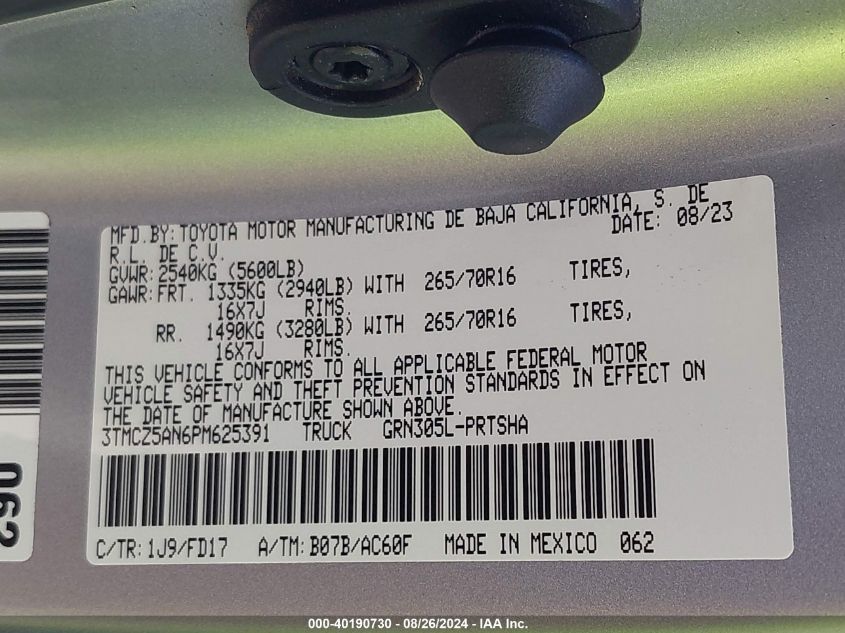 MFD.BY:TOYOTA MOTOR MANUFACTURING DE BAJA CALIFORNIA, S. DE
R.L. DE C.V. DATE: 08/23
GVWR:2540KG (5600LB)
GAWR:FRT. 1335KG (2940LB) WITH 265/70R16 TIRES,
16X7J RIMS.
RR. 1490KG (3280LB) WITH 265/70R16 TIRES,
16X7J RIMS.
THIS VEHICLE CONFORMS TO ALL APPLICABLE FEDERAL MOTOR
VEHICLE SAFETY AND THEFT PREVENTION STANDARDS IN EFFECT ON
THE DATE OF MANUFACTURE SHOWN ABOVE.
3TMCZ5AN6PM625391 TRUCK GRN305L-PRTSHA
C/TR:1J9/FD17 A/TM:B07B/AC60F MADE IN MEXICO 062
062
000-40190730 - 08/26/2024 - IAA Inc.